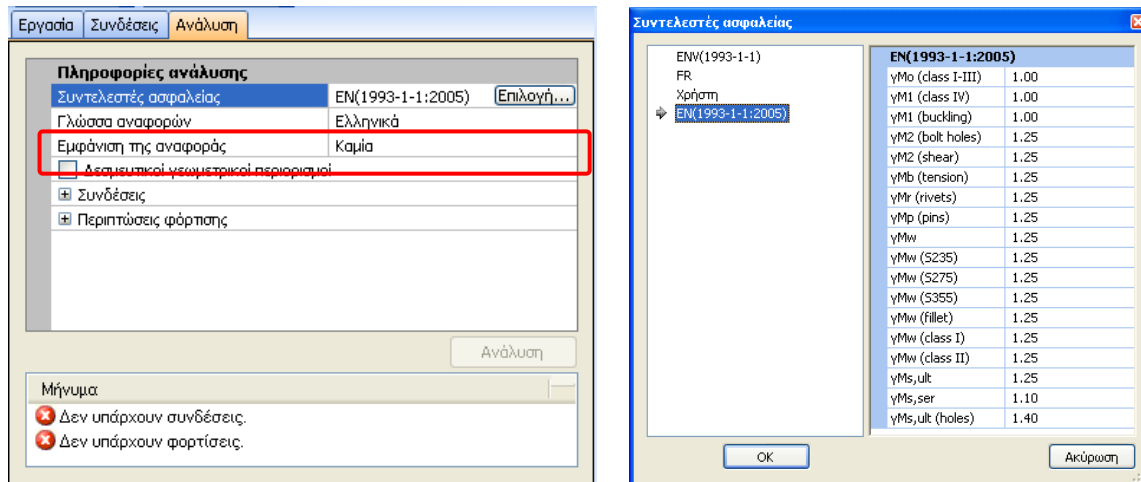 Εργασία Συνδέσεις Ανάλυση
Πληροφορίες ανάλυσης
Συντελεστές ασφαλείας EN(1993-1-1:2005) Επιλογή...
Γλώσσα αναφορών Ελληνικά
Εμφάνιση της αναφοράς Καμία
Δεσμευτικοί γεωμετρικοί περιορισμοί
Συνδέσεις
Περιπτώσεις φόρτισης
Ανάλυση
Μήνυμα
Δεν υπάρχουν συνδέσεις.
Δεν υπάρχουν φορτίσεις.
Συντελεστές ασφαλείας
ENV(1993-1-1)
FR
Χρήστη
EN(1993-1-1:2005)
EN(1993-1-1:2005)
γMo (class I-III) 1.00
γM1 (class IV) 1.00
γM1 (buckling) 1.00
γM2 (bolt holes) 1.25
γM2 (shear) 1.25
γMb (tension) 1.25
γMr (rivets) 1.25
γMp (pins) 1.25
γMw 1.25
γMw (S235) 1.25
γMw (S275) 1.25
γMw (S355) 1.25
γMw (fillet) 1.25
γMw (class I) 1.25
γMw (class II) 1.25
γMs,ult 1.25
γMs,ser 1.10
γMs,ult (holes) 1.40
OK Ακύρωση